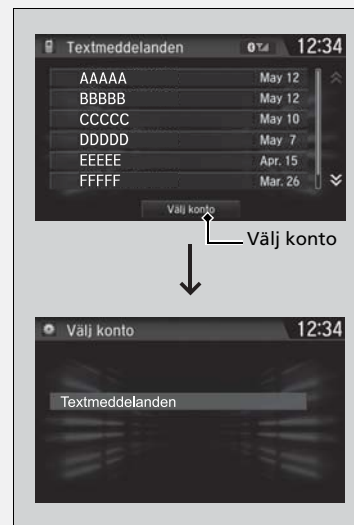 Textmeddelanden 12:34
AAAAA May 12
BBBBB May 12
CCCCC May 10
DDDDD May 7
EEEEE Apr. 15
FFFFF Mar. 26
Välj konto
Välj konto
Välj konto 12:34
Textmeddelanden